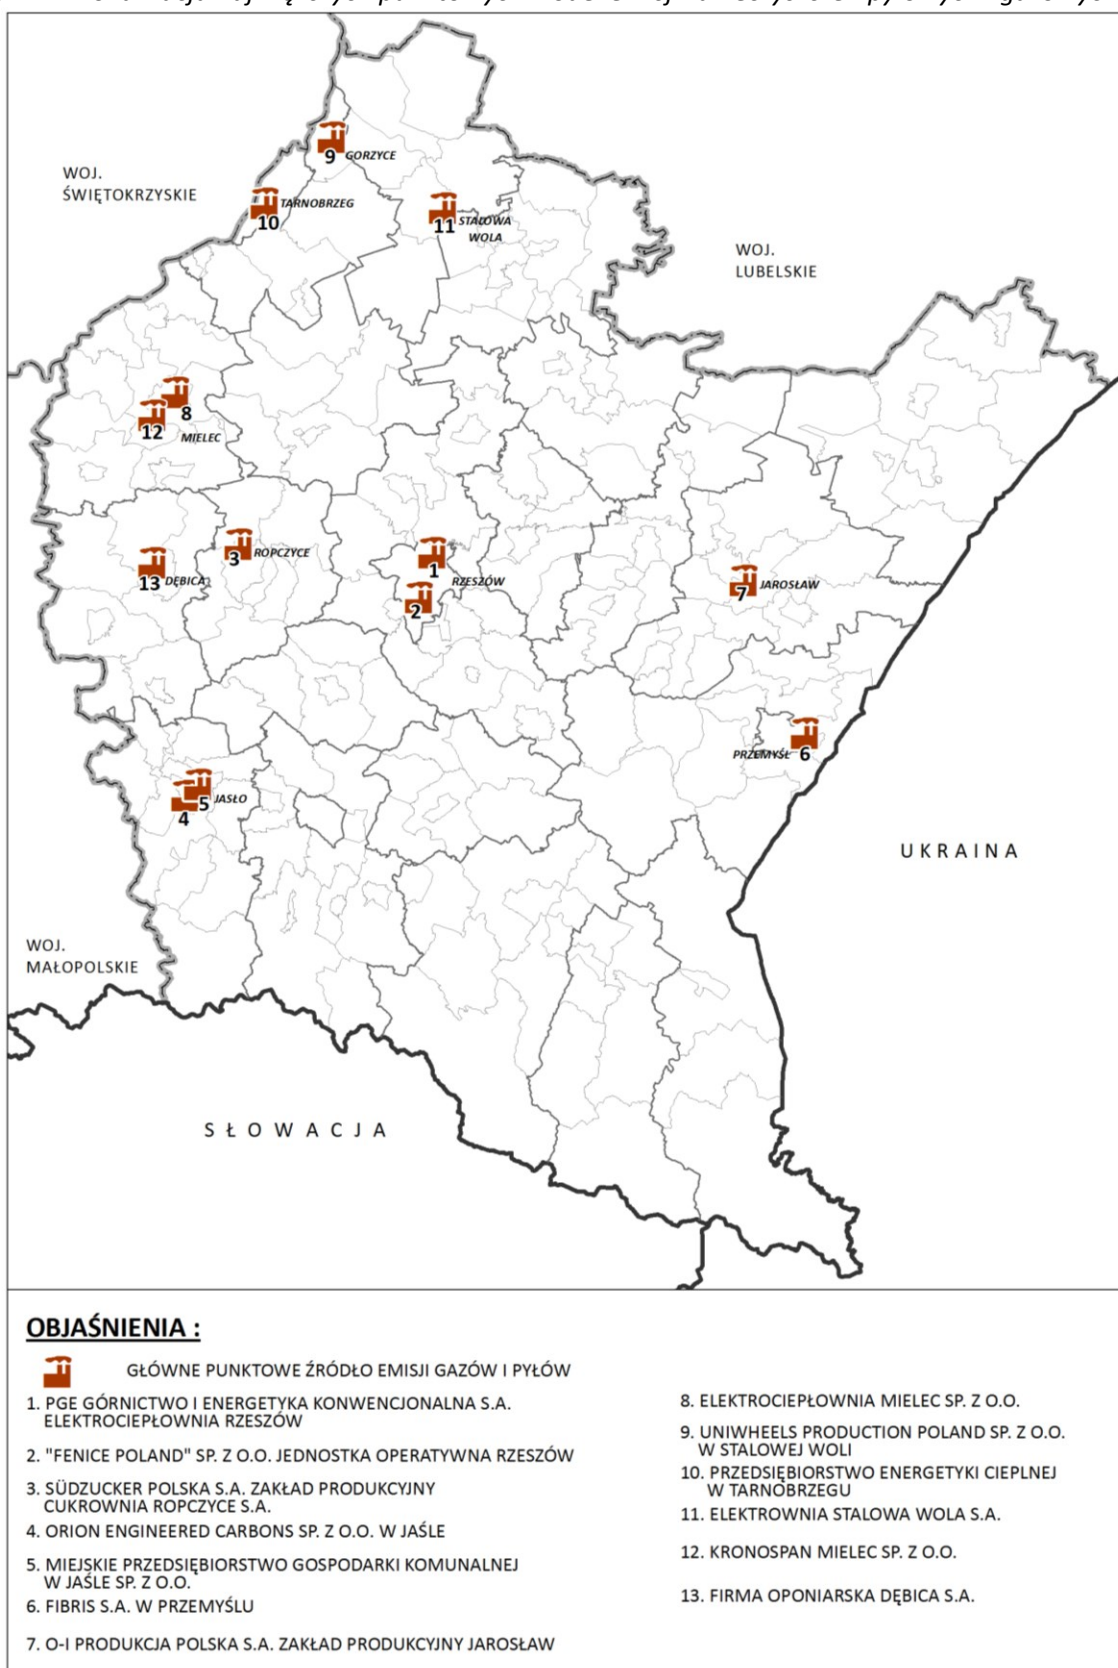 WOJ.
ŚWIĘTOKRZYSKIE
9
GORZYCE
10
TARNOBRZEG
11
STALOWA
WOLA
WOJ.
LUBELSKIE
8
12
MIELEC
3
ROPCZYCE
13
DĘBICA
1
RZESZÓW
2
7
JAROSŁAW
PRZEMYŚL
6
5
JASŁO
4
UKRAINA
WOJ.
MAŁOPOLSKIE
SŁOWACJA
OBJAŚNIENIA :
GŁÓWNE PUNKTOWE ŹRÓDŁO EMISJI GAZÓW I PYŁÓW
1. PGE GÓRNICTWO I ENERGETYKA KONWENCJONALNA S.A.
ELEKTROCIEPŁOWNIA RZESZÓW
2. "FENICE POLAND" SP. Z O.O. JEDNOSTKA OPERATYWNA RZESZÓW
3. SÜDZUCKER POLSKA S.A. ZAKŁAD PRODUKCYJNY
CUKROWNIA ROPCZYCE S.A.
4. ORION ENGINEERED CARBONS SP. Z O.O. W JAŚLE
5. MIEJSKIE PRZEDSIĘBIORSTWO GOSPODARKI KOMUNALNEJ
W JAŚLE SP. Z O.O.
6. FIBRIS S.A. W PRZEMYŚLU
7. O-I PRODUKCJA POLSKA S.A. ZAKŁAD PRODUKCYJNY JAROSŁAW
8. ELEKTROCIEPŁOWNIA MIELEC SP. Z O.O.
9. UNIWHEELS PRODUCTION POLAND SP. Z O.O.
W STALOWEJ WOLI
10. PRZEDSIĘBIORSTWO ENERGETYKI CIEPLNEJ
W TARNOBRZEGU
11. ELEKTROWNIA STALOWA WOLA S.A.
12. KRONOSPAN MIELEC SP. Z O.O.
13. FIRMA OPONIARSKA DĘBICA S.A.